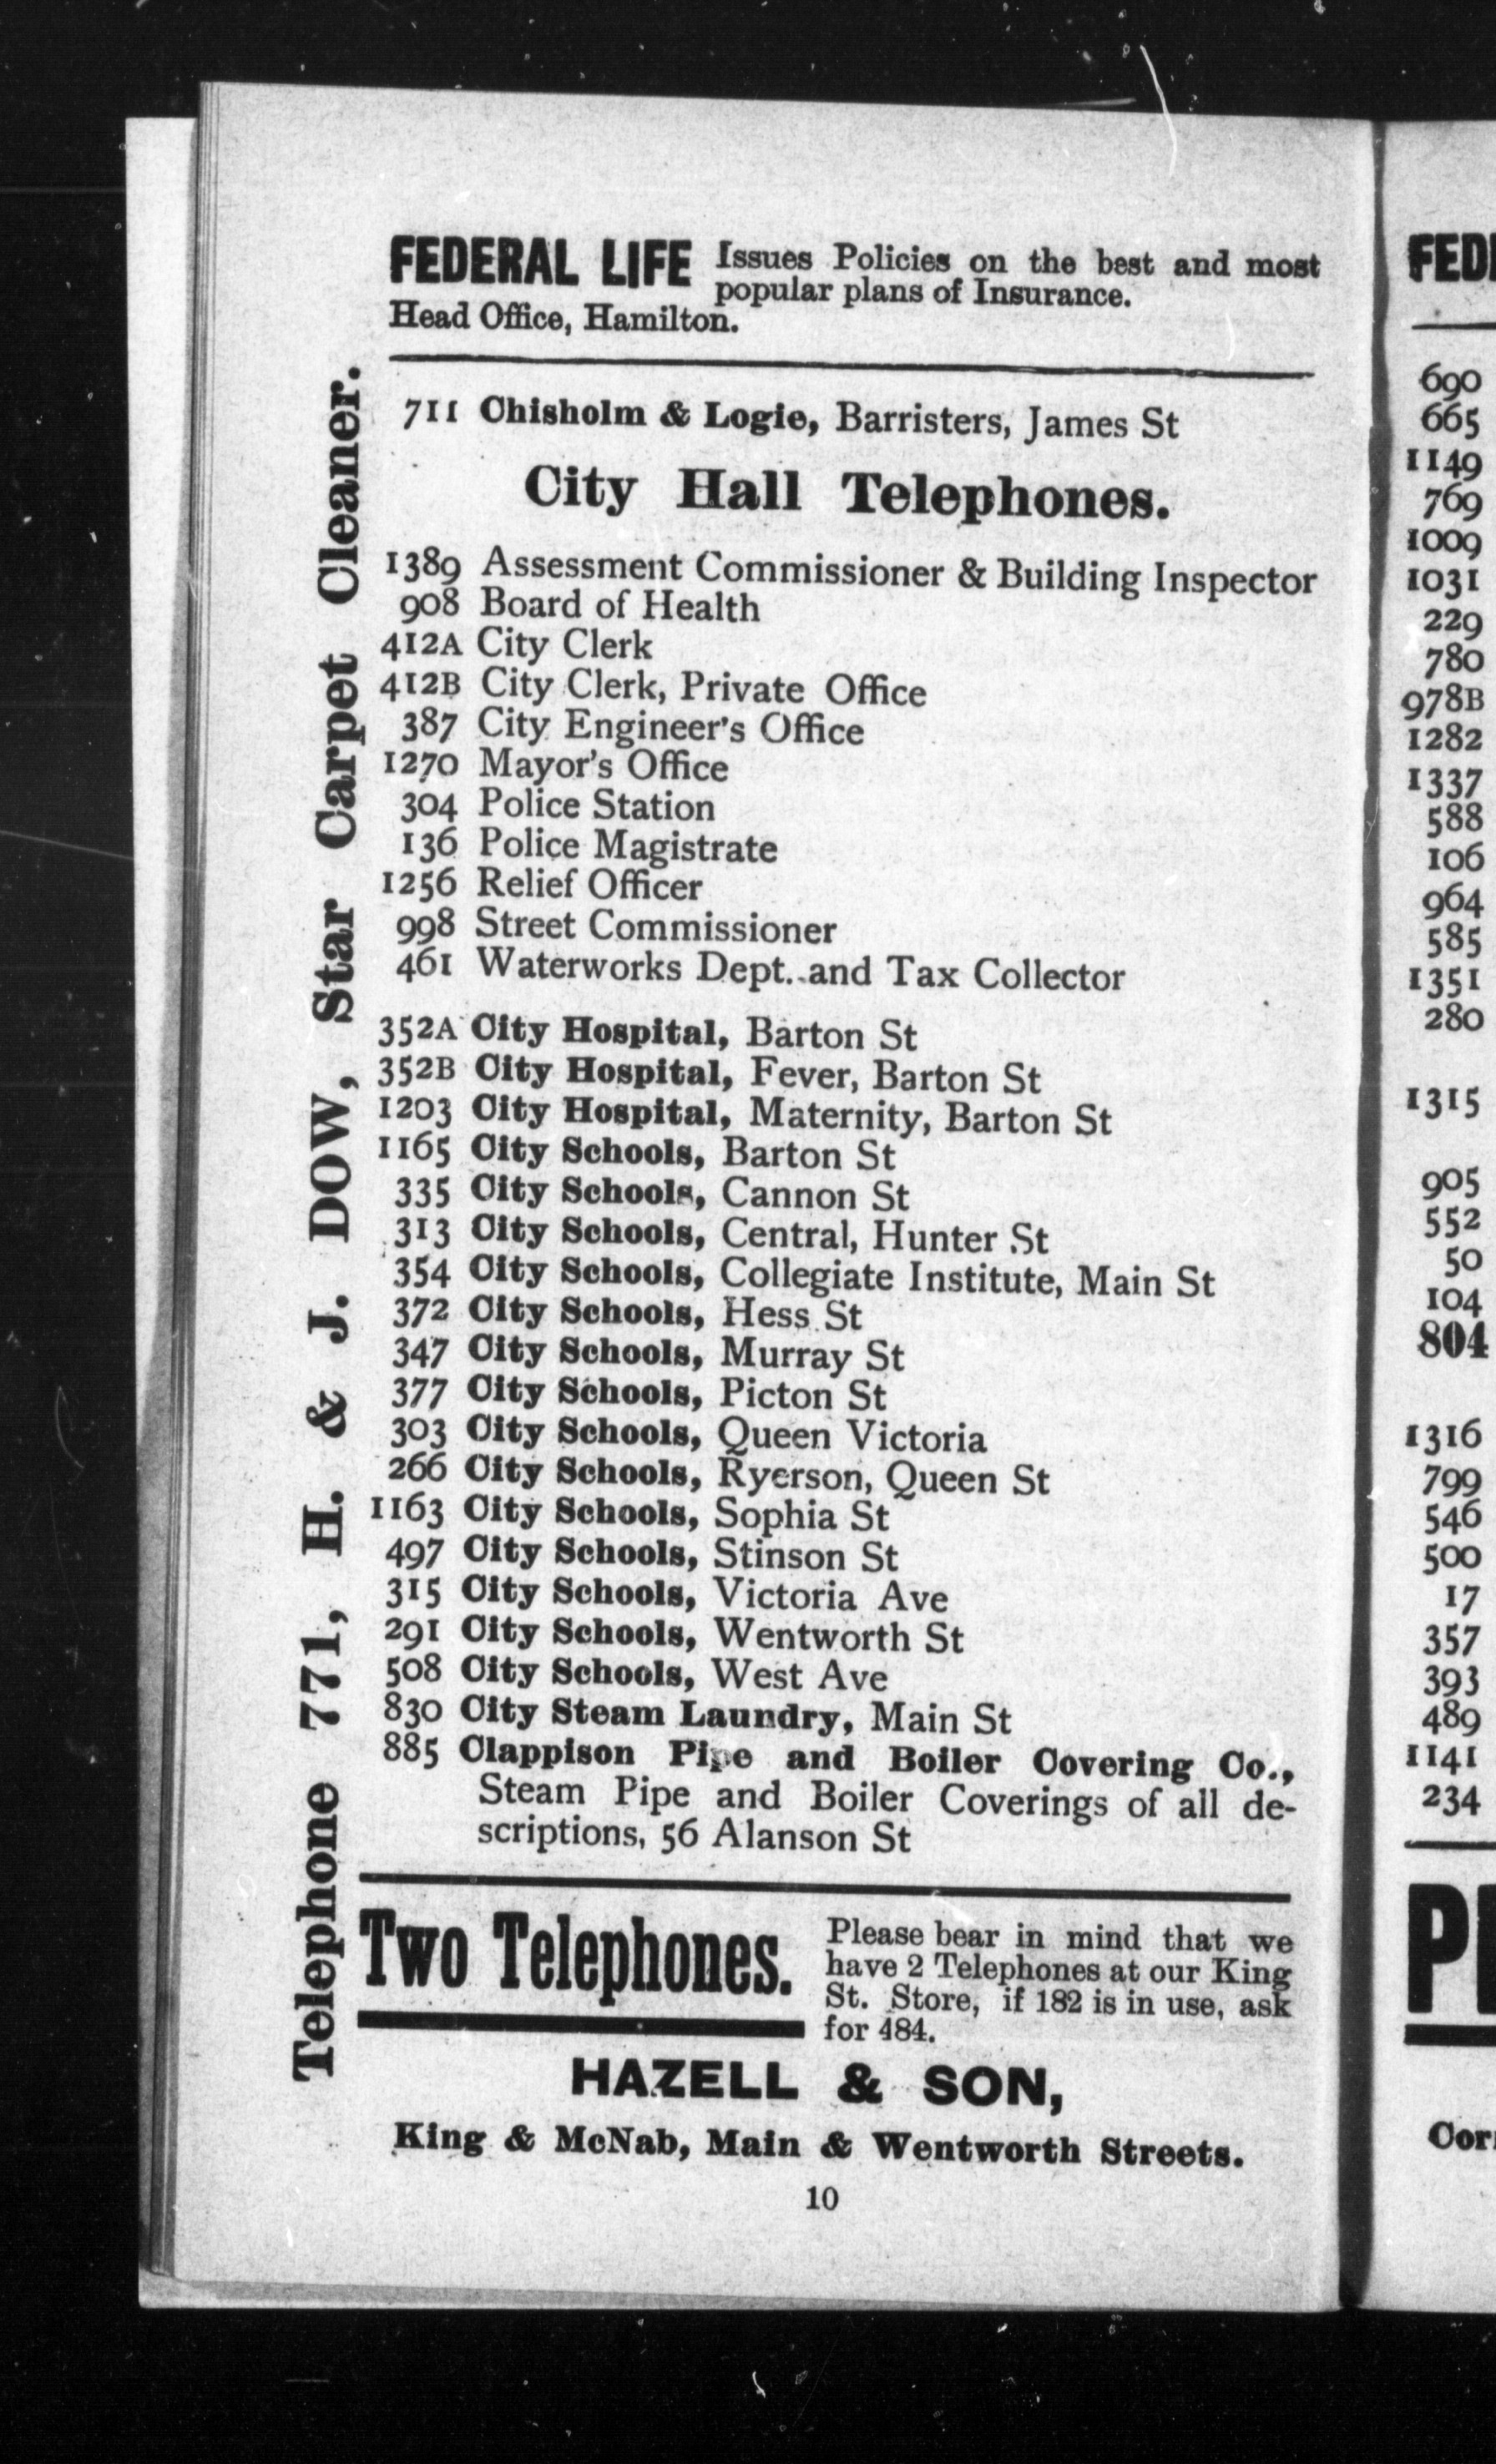 FEDERAL LIFE Issues Policies on the best and most
popular plans of Insurance.
Head Office, Hamilton.
711 Chisholm & Logie, Barristers, James St
City Hall Telephones.
1389 Assessment Commissioner & Building Inspector
908 Board of Health
412A City Clerk
412B City Clerk, Private Office
387 City Engineer's Office
1270 Mayor's Office
304 Police Station
136 Police Magistrate
1256 Relief Officer
998 Street Commissioner
461 Waterworks Dept. and Tax Collector
352A City Hospital, Barton St
352B City Hospital, Fever, Barton St
1203 City Hospital, Maternity, Barton St
1165 City Schools, Barton St
335 City Schools, Cannon St
313 City Schools, Central, Hunter St
354 City Schools, Collegiate Institute, Main St
372 City Schools, Hess St
347 City Schools, Murray St
377 City Schools, Picton St
303 City Schools, Queen Victoria
266 City Schools, Ryerson, Queen St
1163 City Schools, Sophia St
497 City Schools, Stinson St
315 City Schools, Victoria Ave
291 City Schools, Wentworth St
508 City Schools, West Ave
830 City Steam Laundry, Main St
885 Clappison Pipe and Boiler Covering Co.,
Steam Pipe and Boiler Coverings of all de-
scriptions, 56 Alanson St
Two Telephones. Please bear in mind that we
have 2 Telephones at our King
St. Store, if 182 is in use, ask
for 484.
HAZELL & SON,
King & McNab, Main & Wentworth Streets.
10
Telephone 771, H. & J. DOW, Star Carpet Cleaner.
690
665
1149
769
1009
1031
229
780
978B
1282
1337
588
106
964
585
1351
280
1315
905
552
50
104
804
1316
799
546
500
17
357
393
489
1141
234